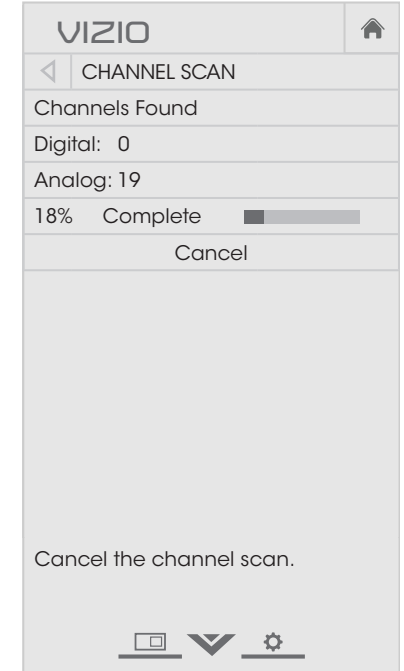 VIZIO
CHANNEL SCAN
Channels Found
Digital: 0
Analog: 19
18% Complete
Cancel
Cancel the channel scan.